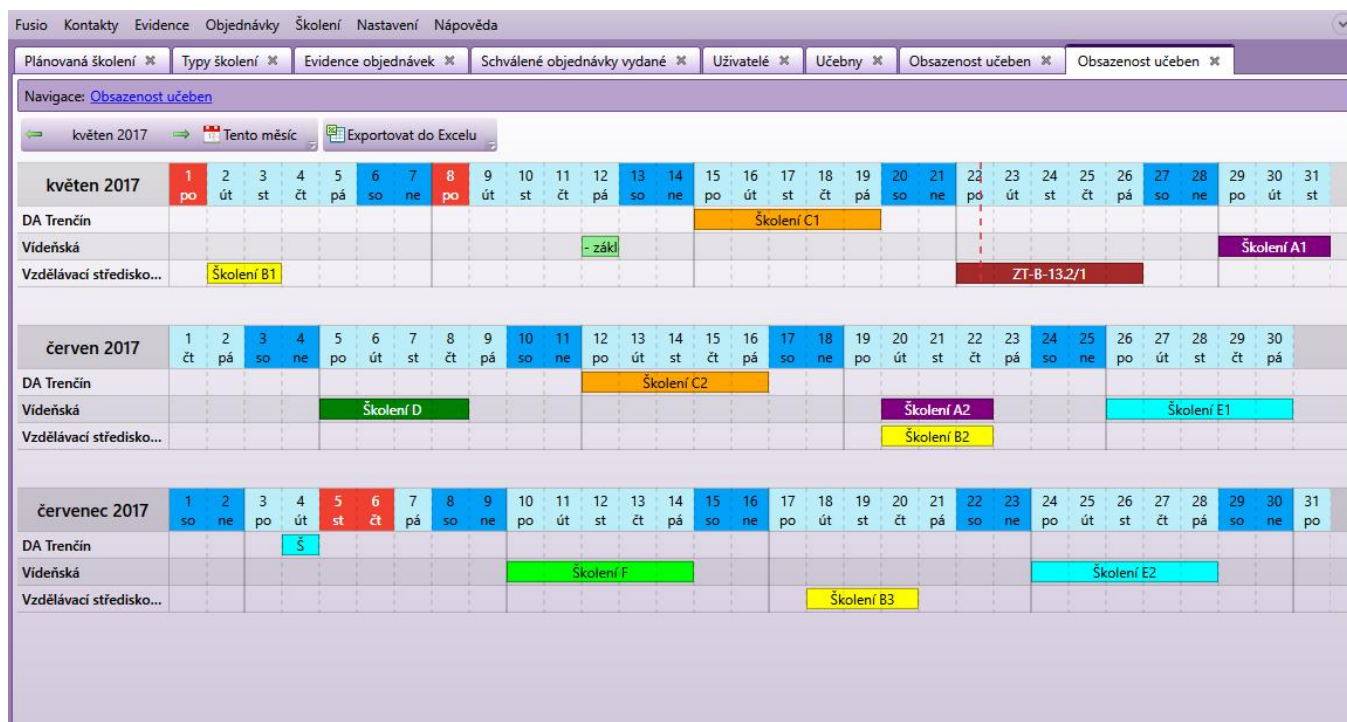 Fusio Kontakty Evidence Objednávky Školení Nastavení Nápověda
Plánovaná školení Typy školení Evidence objednávek Schválené objednávky vydané Uživatelé Učebny Obsazenost učeben Obsazenost učeben
Navigace: Obsazenost učeben
květen 2017 Tento měsíc Exportovat do Excelu
květen 2017 1 2 3 4 5 6 7 8 9 10 11 12 13 14 15 16 17 18 19 20 21 22 23 24 25 26 27 28 29 30 31
po út st čt pá so ne po út st čt pá so ne po út st čt pá so ne po út st čt pá so ne po út st
DA Trenčín Školení C1
Vídeňská - zákl Školení A1
Vzdělávací středisko... Školení B1 ZT-B-13.2/1
červen 2017 1 2 3 4 5 6 7 8 9 10 11 12 13 14 15 16 17 18 19 20 21 22 23 24 25 26 27 28 29 30
čt pá so ne po út st čt pá so ne po út st čt pá so ne po út st čt pá so ne po út st čt pá
DA Trenčín Školení C2
Vídeňská Školení D Školení A2 Školení E1
Vzdělávací středisko... Školení B2
červenec 2017 1 2 3 4 5 6 7 8 9 10 11 12 13 14 15 16 17 18 19 20 21 22 23 24 25 26 27 28 29 30 31
so ne po út st čt pá so ne po út st čt pá so ne po út st čt pá so ne po út st čt pá so ne po
DA Trenčín Š
Vídeňská Školení F Školení E2
Vzdělávací středisko... Školení B3